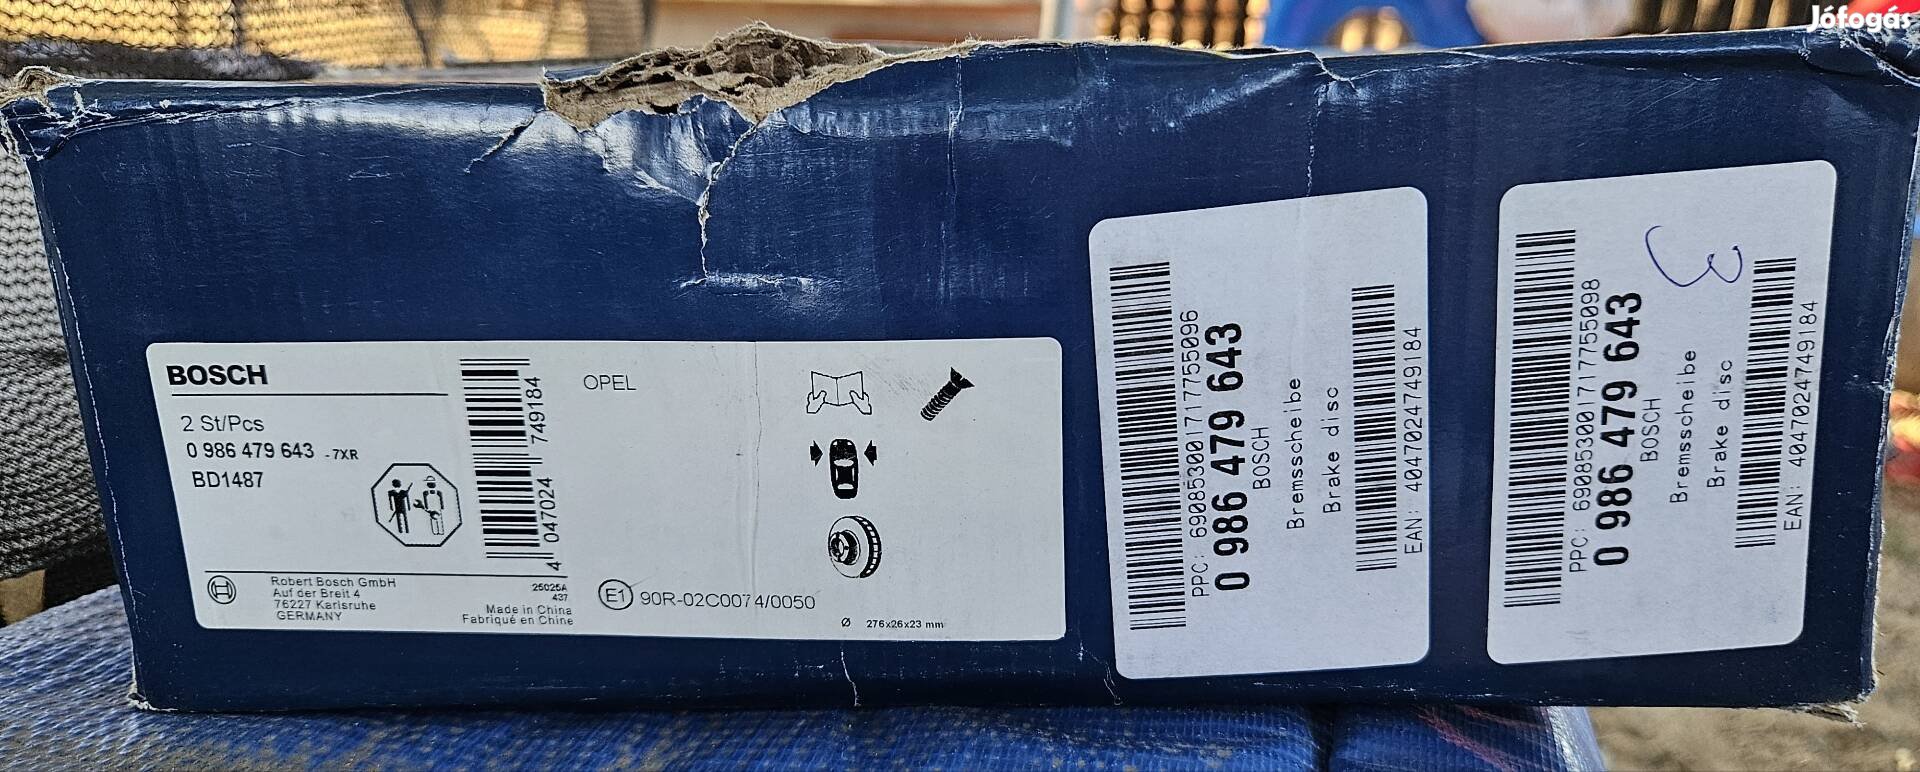 Jófogás
BOSCH
2 St/Pcs
0 986 479 643 - 7XR
BD1487
4 047024 749184
OPEL
Robert Bosch GmbH
Auf der Breit 4
76227 Karlsruhe
GERMANY
25025A
437
Made in China
Fabriqué en Chine
E1 90R-02C0074/0050
Ø 276x26x23 mm
PPC: 690853001717755096
0 986 479 643
BOSCH
Bremsscheibe
Brake disc
EAN: 4047024749184
3
PPC: 690853001717755098
0 986 479 643
BOSCH
Bremsscheibe
Brake disc
EAN: 4047024749184